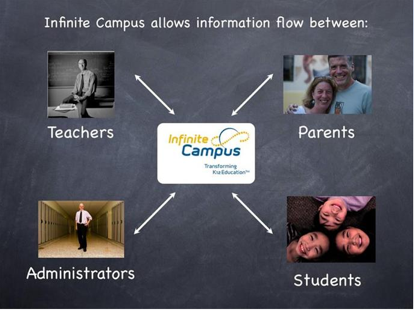 Infinite Campus allows information flow between:
Teachers
Parents
Infinite
Campus
Transforming
K12 Education™
Administrators
Students